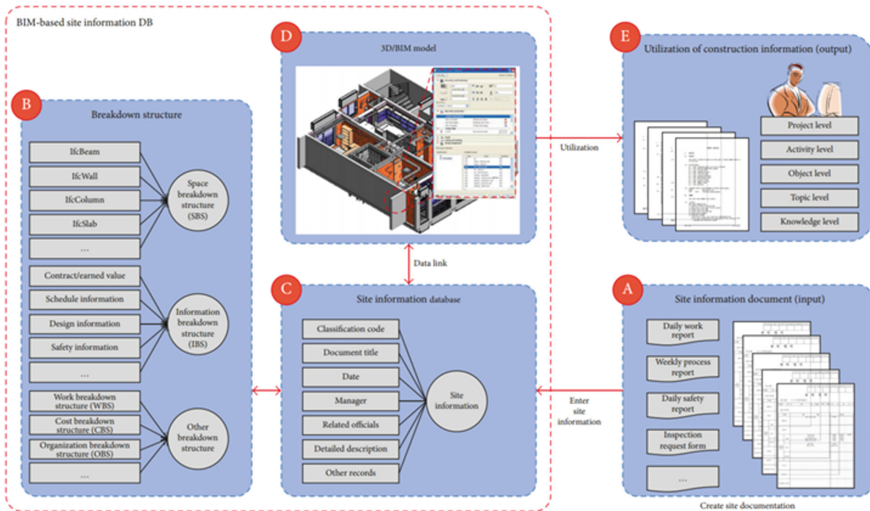 BIM-based site information DB
B
Breakdown structure
IfcBeam
IfcWall
IfcColumn
IfcSlab
...
Space
breakdown
structure
(SBS)
Contract/earned value
Schedule information
Design information
Safety information
...
Information
breakdown
structure
(IBS)
Work breakdown
structure (WBS)
Cost breakdown
structure (CBS)
Organization breakdown
structure (OBS)
...
Other
breakdown
structure
D
3D/BIM model
Data link
C
Site information database
Classification code
Document title
Date
Manager
Related officials
Detailed description
Other records
Site
information
Utilization
E
Utilization of construction information (output)
Project level
Activity level
Object level
Topic level
Knowledge level
Enter
site
information
A
Site information document (input)
Daily work
report
Weekly process
report
Daily safety
report
Inspection
request form
....
Create site documentation